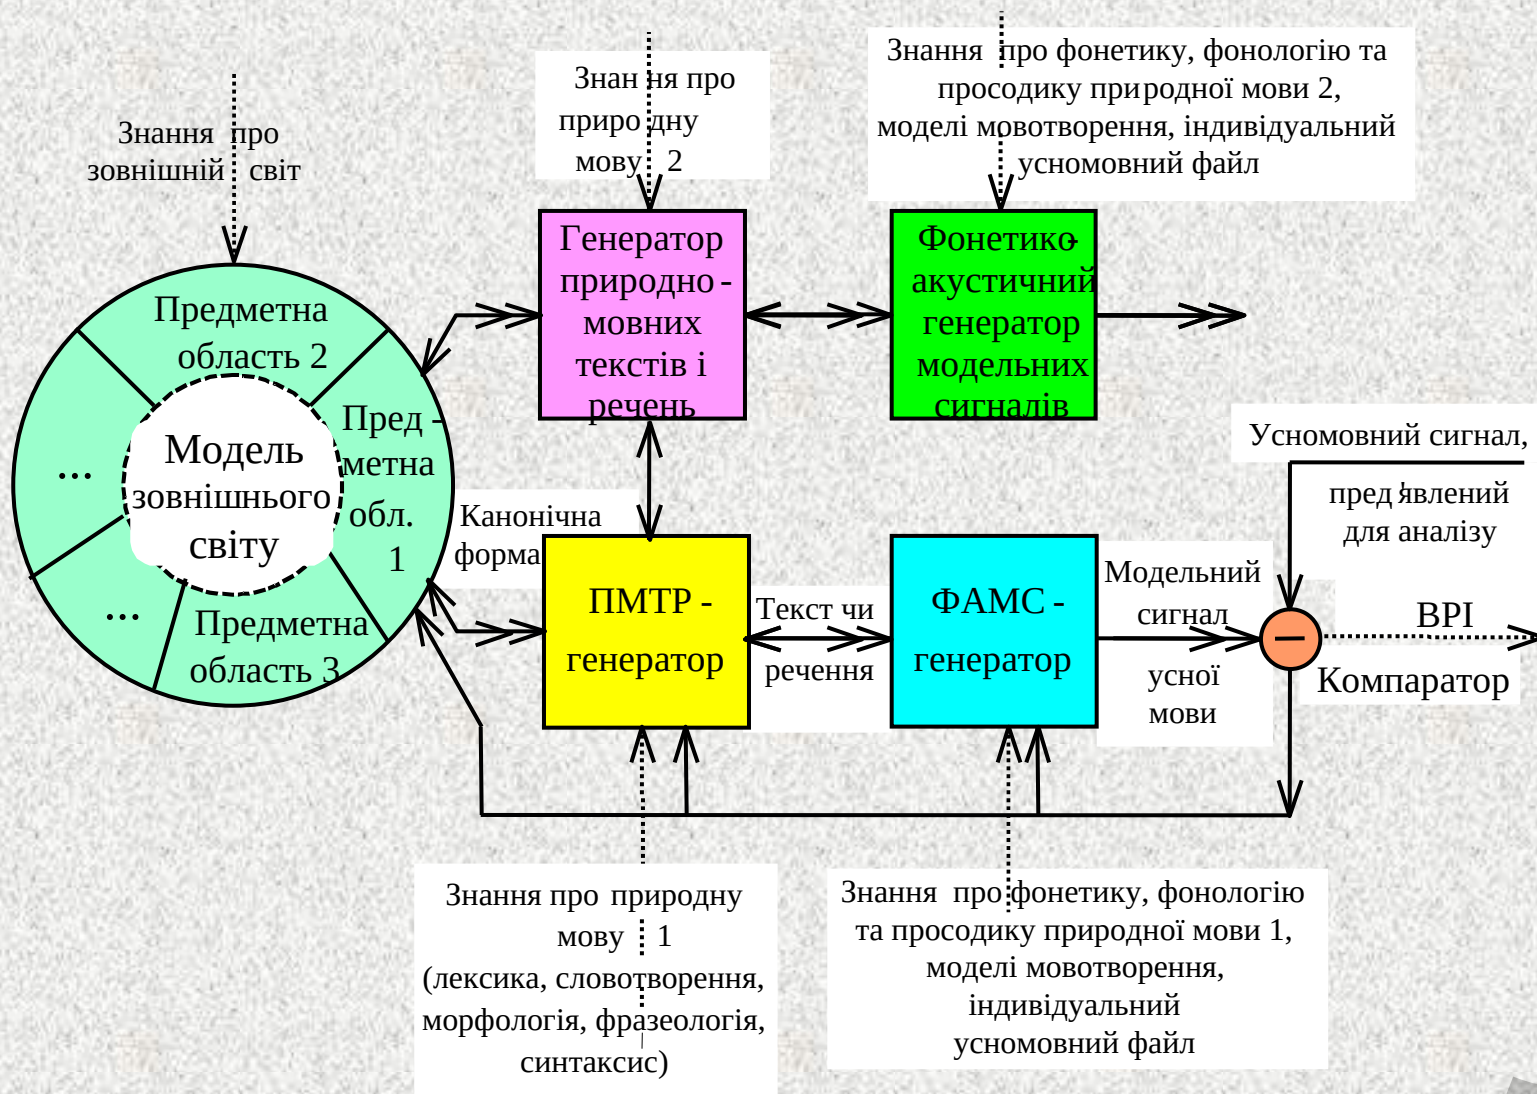 Знання про
зовнішній світ
Знання про
природну
мову 2
Знання про фонетику, фонологію та
просодику природної мови 2,
моделі мовотворення, індивідуальний
усномовний файл
Генератор
природно-
мовних
текстів і
речень
Фонетико-
акустичний
генератор
модельних
сигналів
Предметна
область 2
Пред-
метна
обл.
1
...
Модель
зовнішнього
світу
...
Предметна
область 3
Канонічна
форма
ПМТР-
генератор
Текст чи
речення
ФАМС-
генератор
Модельний
сигнал
усної
мови
Усномовний сигнал,
пред'явлений
для аналізу
ВРІ
Компаратор
Знання про природну
мову 1
(лексика, словотворення,
морфологія, фразеологія,
синтаксис)
Знання про фонетику, фонологію
та просодику природної мови 1,
моделі мовотворення,
індивідуальний
усномовний файл